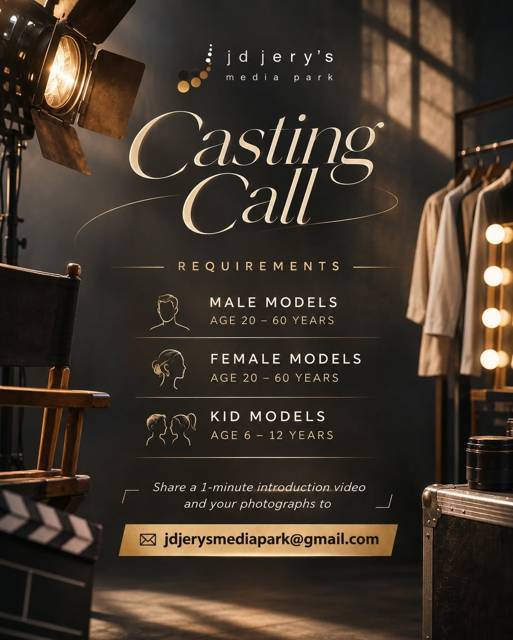 jd jery's
media park
Casting
Call
REQUIREMENTS
MALE MODELS
AGE 20 – 60 YEARS
FEMALE MODELS
AGE 20 – 60 YEARS
KID MODELS
AGE 6 – 12 YEARS
Share a 1-minute introduction video
and your photographs to
jdjerysmediapark@gmail.com